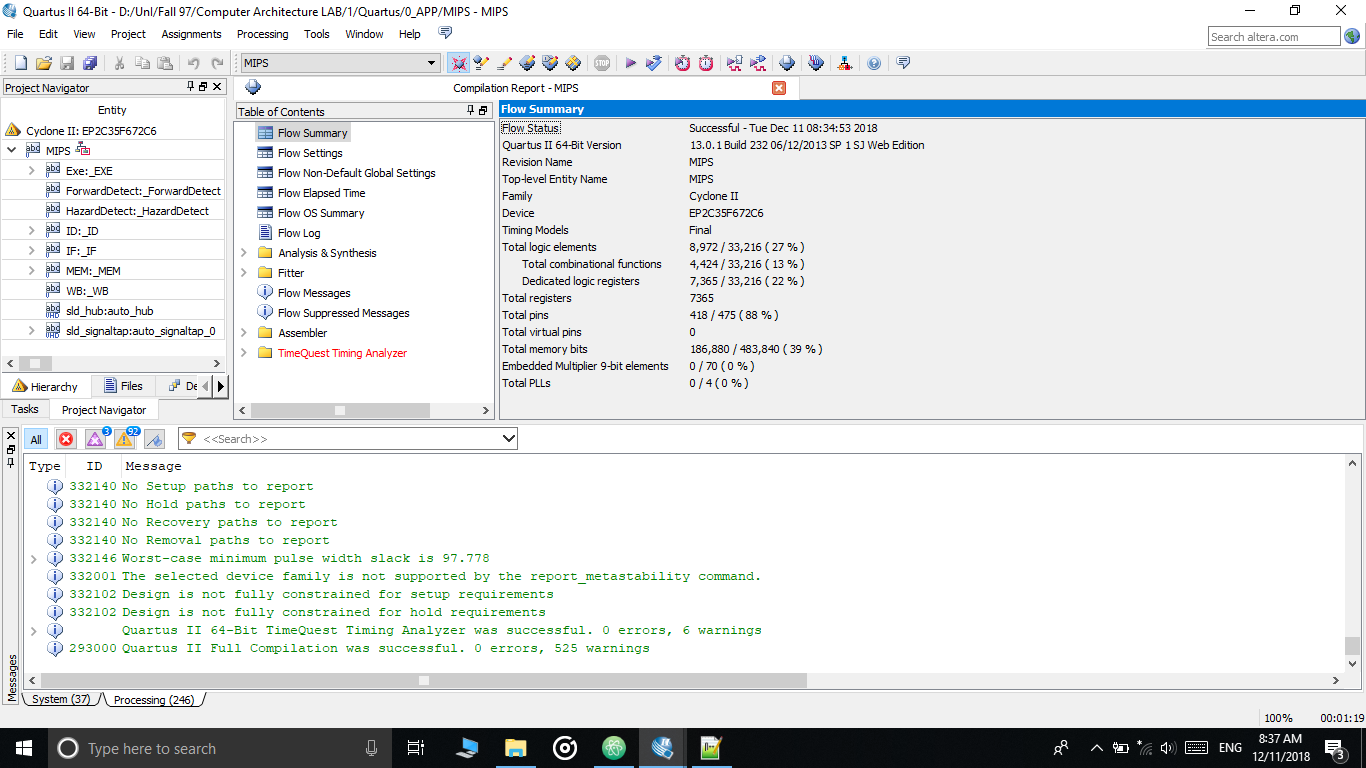 Quartus II 64-Bit - D:/UnI/Fall 97/Computer Architecture LAB/1/Quartus/0_APP/MIPS - MIPS
File Edit View Project Assignments Processing Tools Window Help
Search altera.com
MIPS
Project Navigator
Entity
Cyclone II: EP2C35F672C6
MIPS
Exe:_EXE
ForwardDetect:_ForwardDetect
HazardDetect:_HazardDetect
ID:_ID
IF:_IF
MEM:_MEM
WB:_WB
sld_hub:auto_hub
sld_signaltap:auto_signaltap_0
Hierarchy Files De
Tasks Project Navigator
Compilation Report - MIPS
Table of Contents
Flow Summary
Flow Settings
Flow Non-Default Global Settings
Flow Elapsed Time
Flow OS Summary
Flow Log
Analysis & Synthesis
Fitter
Flow Messages
Flow Suppressed Messages
Assembler
TimeQuest Timing Analyzer
Flow Summary
Flow Status Successful - Tue Dec 11 08:34:53 2018
Quartus II 64-Bit Version 13.0.1 Build 232 06/12/2013 SP 1 SJ Web Edition
Revision Name MIPS
Top-level Entity Name MIPS
Family Cyclone II
Device EP2C35F672C6
Timing Models Final
Total logic elements 8,972 / 33,216 ( 27 % )
Total combinational functions 4,424 / 33,216 ( 13 % )
Dedicated logic registers 7,365 / 33,216 ( 22 % )
Total registers 7365
Total pins 418 / 475 ( 88 % )
Total virtual pins 0
Total memory bits 186,880 / 483,840 ( 39 % )
Embedded Multiplier 9-bit elements 0 / 70 ( 0 % )
Total PLLs 0 / 4 ( 0 % )
All 3 92 <<Search>>
Type ID Message
332140 No Setup paths to report
332140 No Hold paths to report
332140 No Recovery paths to report
332140 No Removal paths to report
332146 Worst-case minimum pulse width slack is 97.778
332001 The selected device family is not supported by the report_metastability command.
332102 Design is not fully constrained for setup requirements
332102 Design is not fully constrained for hold requirements
Quartus II 64-Bit TimeQuest Timing Analyzer was successful. 0 errors, 6 warnings
293000 Quartus II Full Compilation was successful. 0 errors, 525 warnings
Messages
System (37) Processing (246)
100% 00:01:19
Type here to search
ENG
8:37 AM
12/11/2018
3